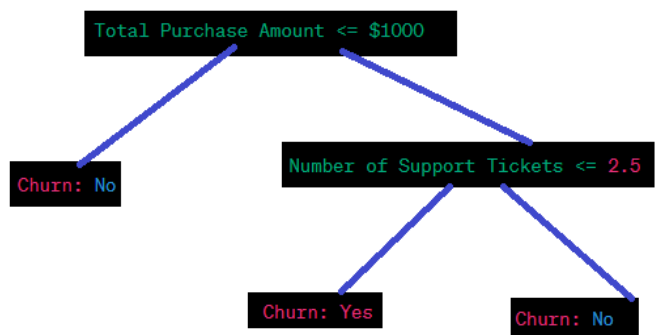 Total Purchase Amount <= $1000
Churn: No
Number of Support Tickets <= 2.5
Churn: Yes
Churn: No